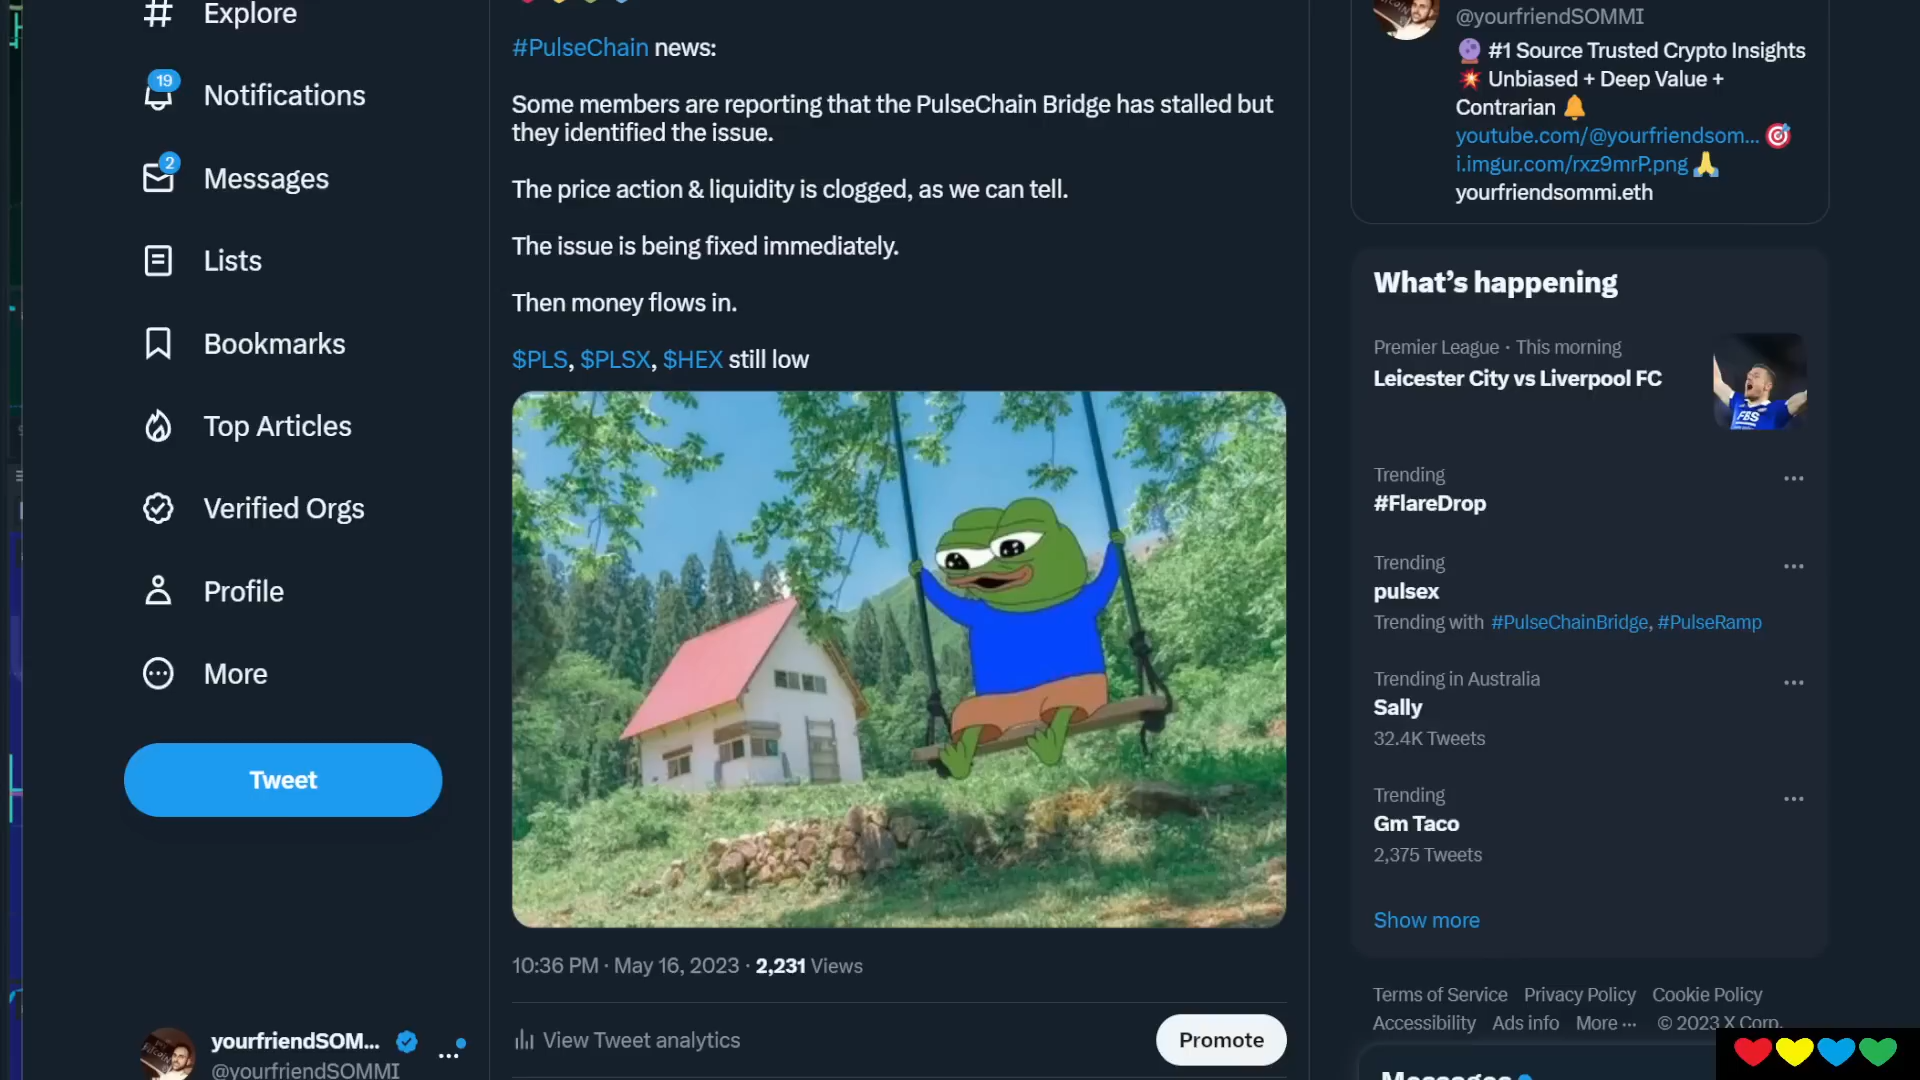 Explore
19
Notifications
2
Messages
Lists
Bookmarks
Top Articles
Verified Orgs
Profile
More
Tweet
yourfriendSOM...
@yourfriendSOMMI
#PulseChain news:
Some members are reporting that the PulseChain Bridge has stalled but
they identified the issue.
The price action & liquidity is clogged, as we can tell.
The issue is being fixed immediately.
Then money flows in.
$PLS, $PLSX, $HEX still low
10:36 PM · May 16, 2023 · 2,231 Views
View Tweet analytics
Promote
@yourfriendSOMMI
🔮 #1 Source Trusted Crypto Insights
💥 Unbiased + Deep Value +
Contrarian 🔔
youtube.com/@yourfriendsom... 🎯
i.imgur.com/rxz9mrP.png 🙏
yourfriendsommi.eth
What's happening
Premier League · This morning
Leicester City vs Liverpool FC
FBS
Trending
#FlareDrop
Trending
pulsex
Trending with #PulseChainBridge, #PulseRamp
Trending in Australia
Sally
32.4K Tweets
Trending
Gm Taco
2,375 Tweets
Show more
Terms of Service Privacy Policy Cookie Policy
Accessibility Ads info More ··· © 2023 X Corp.
Messages